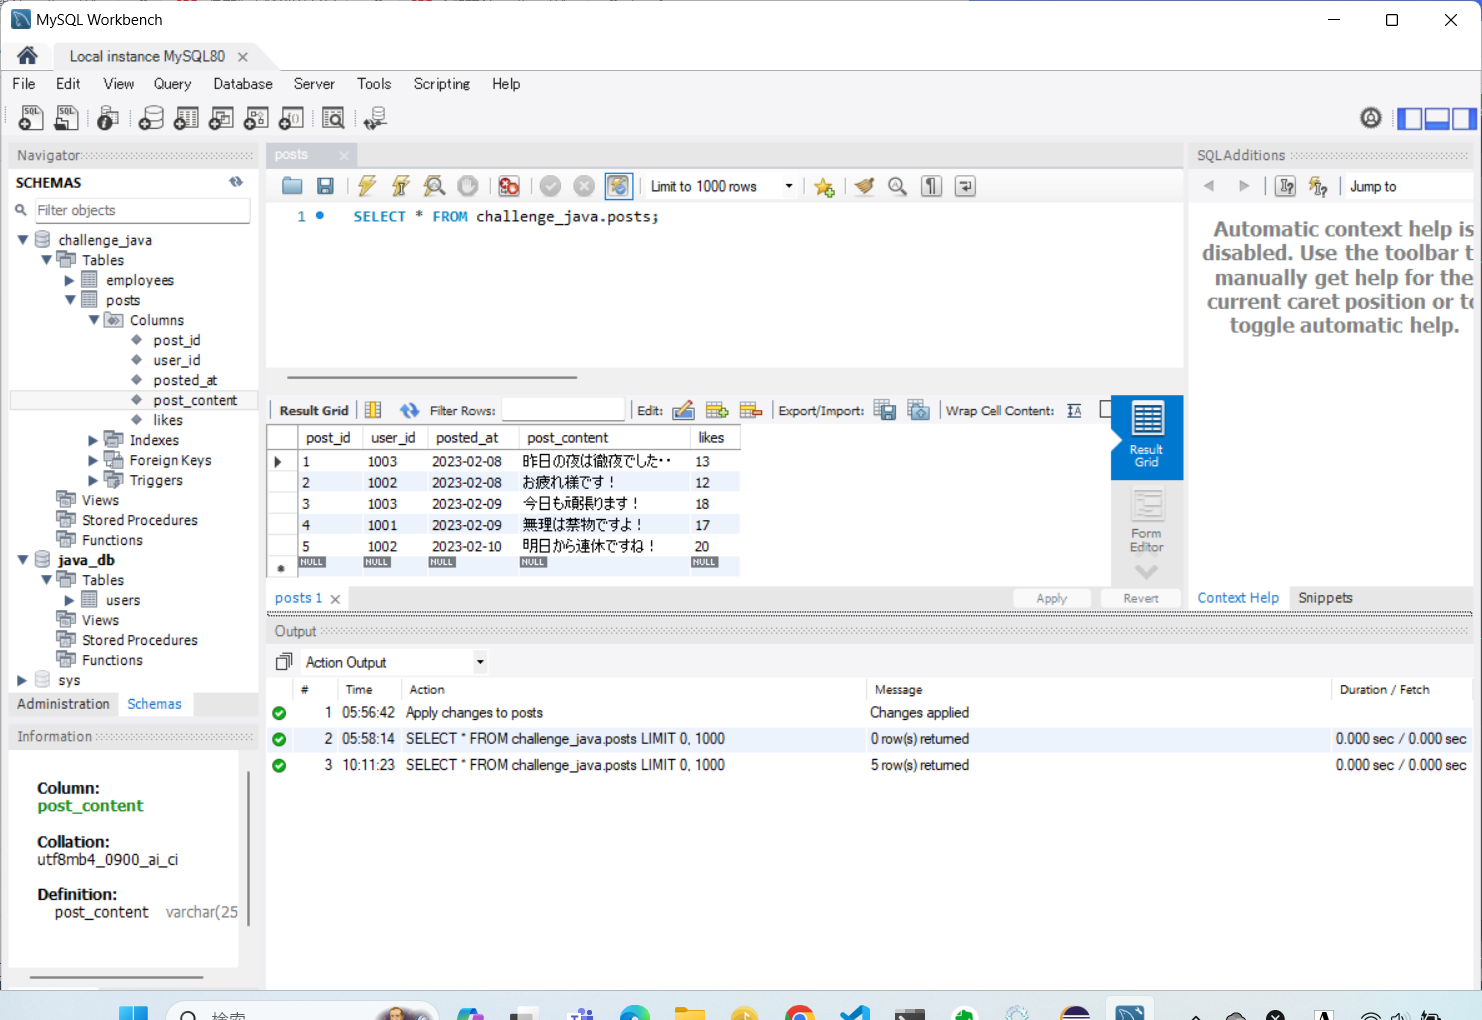 MySQL Workbench
Local instance MySQL80
File Edit View Query Database Server Tools Scripting Help
Navigator
SCHEMAS
Filter objects
challenge_java
Tables
employees
posts
Columns
post_id
user_id
posted_at
post_content
likes
Indexes
Foreign Keys
Triggers
Views
Stored Procedures
Functions
java_db
Tables
users
Views
Stored Procedures
Functions
sys
Administration Schemas
Information
Column:
post_content
Collation:
utf8mb4_0900_ai_ci
Definition:
post_content varchar(25
posts
Limit to 1000 rows
1 SELECT * FROM challenge_java.posts;
Result Grid Filter Rows: Edit: Export/Import: Wrap Cell Content:
post_id user_id posted_at post_content likes
1 1003 2023-02-08 昨日の夜は徹夜でした・・ 13
2 1002 2023-02-08 お疲れ様です！ 12
3 1003 2023-02-09 今日も頑張ります！ 18
4 1001 2023-02-09 無理は禁物ですよ！ 17
5 1002 2023-02-10 明日から連休ですね！ 20
NULL NULL NULL NULL NULL
Result
Grid
Form
Editor
posts 1
Apply Revert
SQLAdditions
Jump to
Automatic context help is
disabled. Use the toolbar t
manually get help for the
current caret position or to
toggle automatic help.
Context Help Snippets
Output
Action Output
# Time Action Message Duration / Fetch
1 05:56:42 Apply changes to posts Changes applied
2 05:58:14 SELECT * FROM challenge_java.posts LIMIT 0, 1000 0 row(s) returned 0.000 sec / 0.000 sec
3 10:11:23 SELECT * FROM challenge_java.posts LIMIT 0, 1000 5 row(s) returned 0.000 sec / 0.000 sec
検索